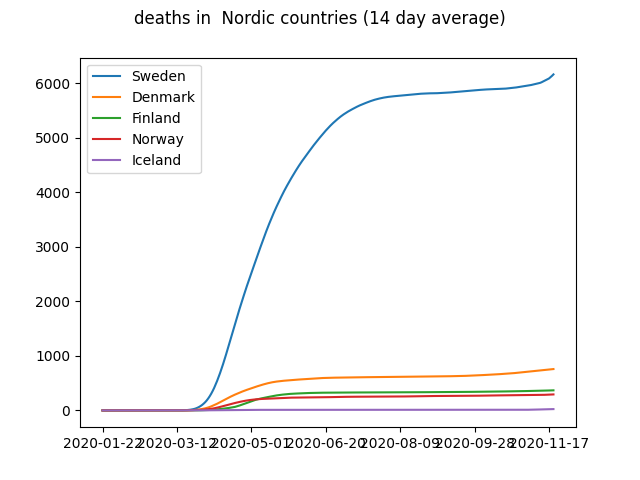 deaths in  Nordic countries (14 day average)
Sweden
Denmark
Finland
Norway
Iceland
6000
5000
4000
3000
2000
1000
0
2020-01-22 2020-03-12 2020-05-01 2020-06-20 2020-08-09 2020-09-28 2020-11-17